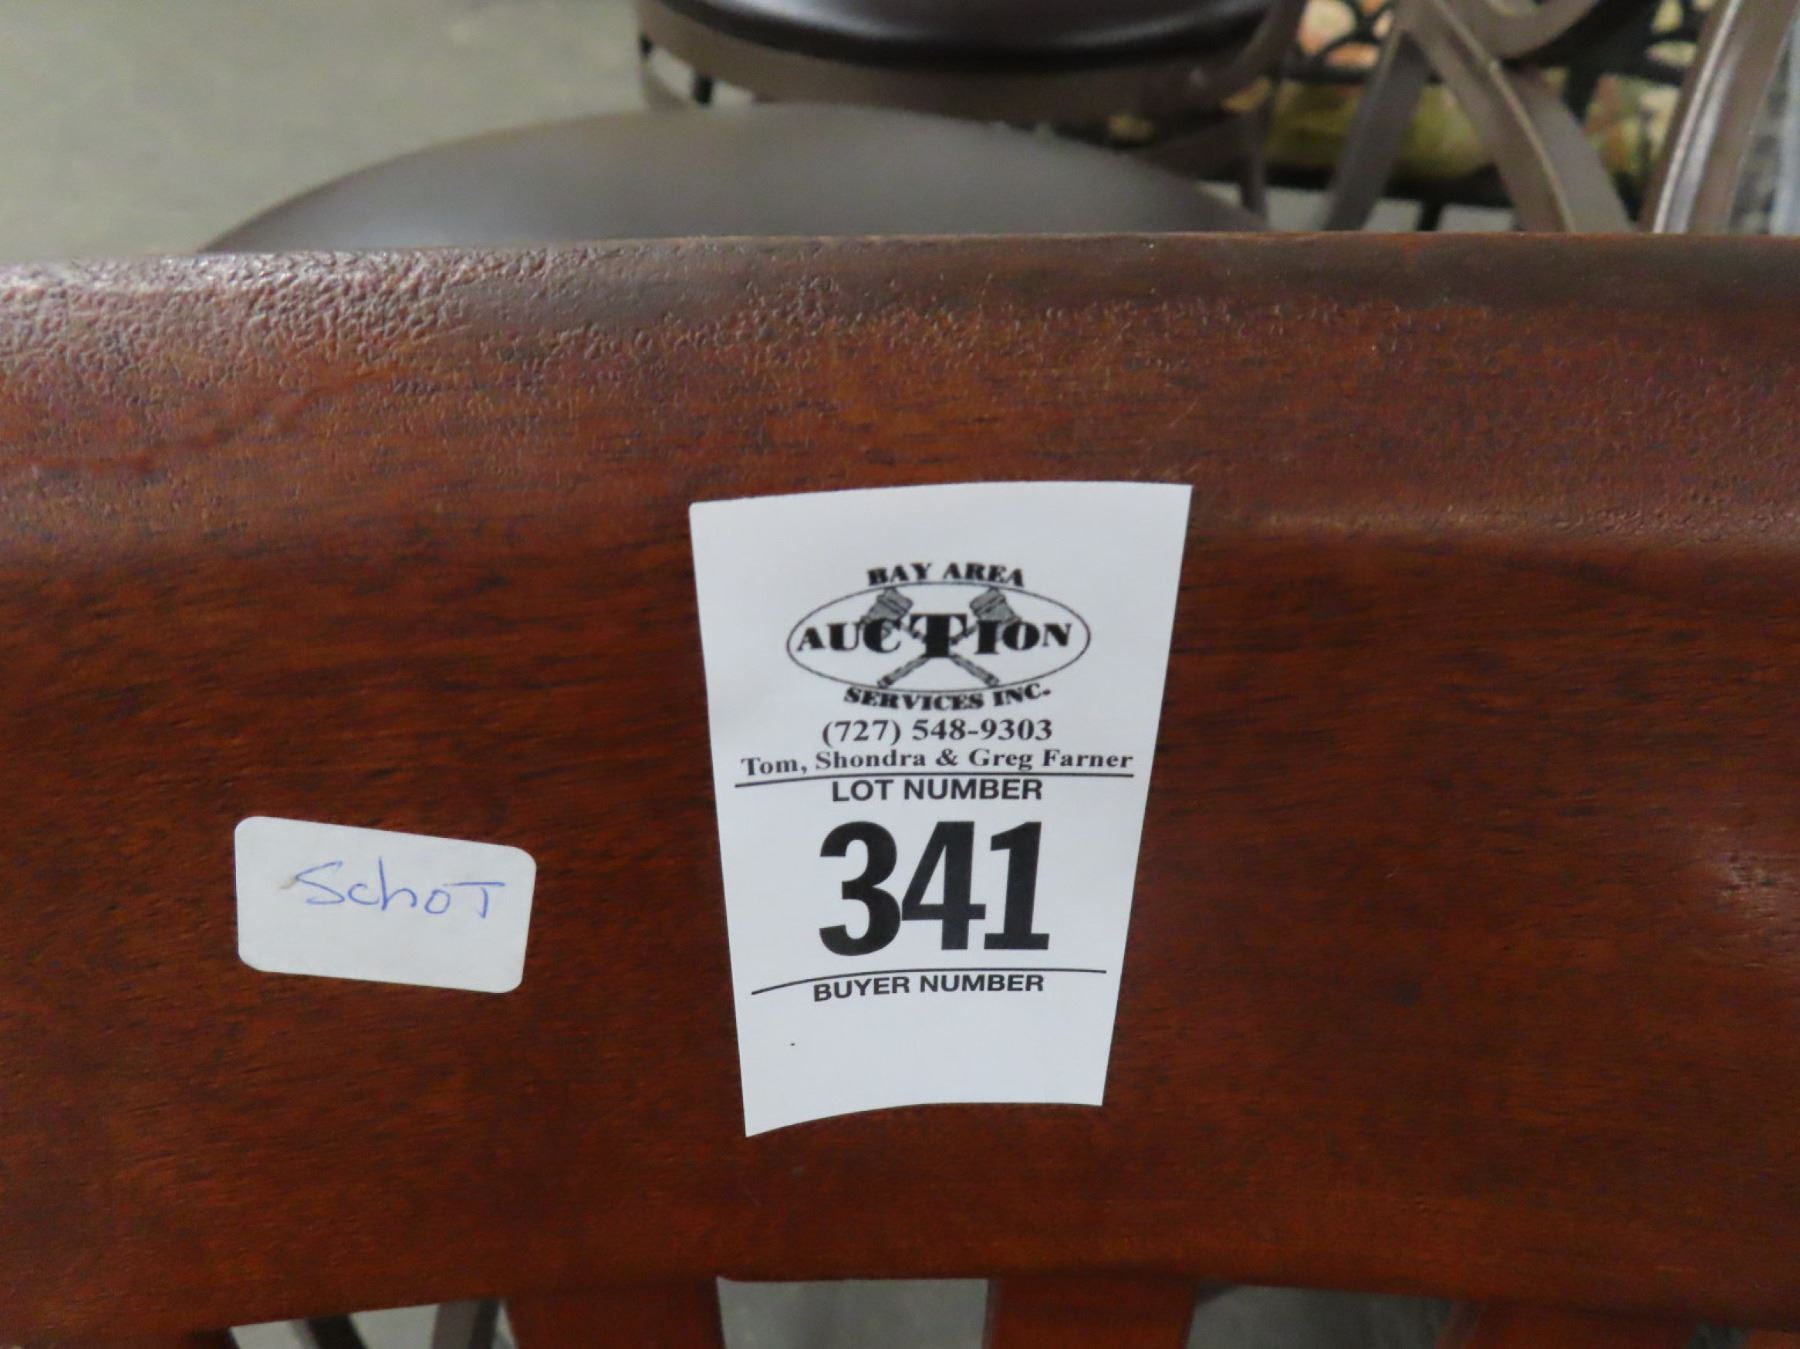 BAY AREA
AUCTION
SERVICES INC.
(727) 548-9303
Tom, Shondra & Greg Farner
LOT NUMBER
341
BUYER NUMBER
SchoT